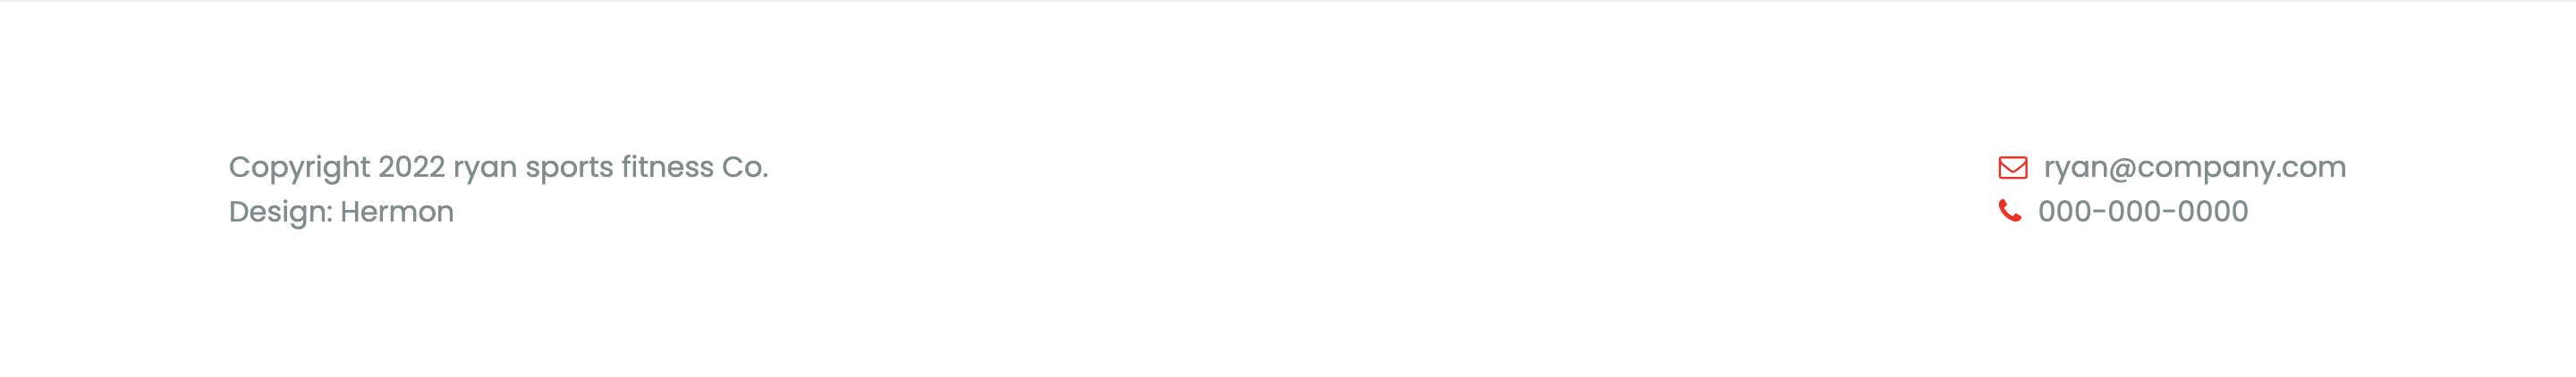 Copyright 2022 ryan sports fitness Co.
Design: Hermon
ryan@company.com
000-000-0000